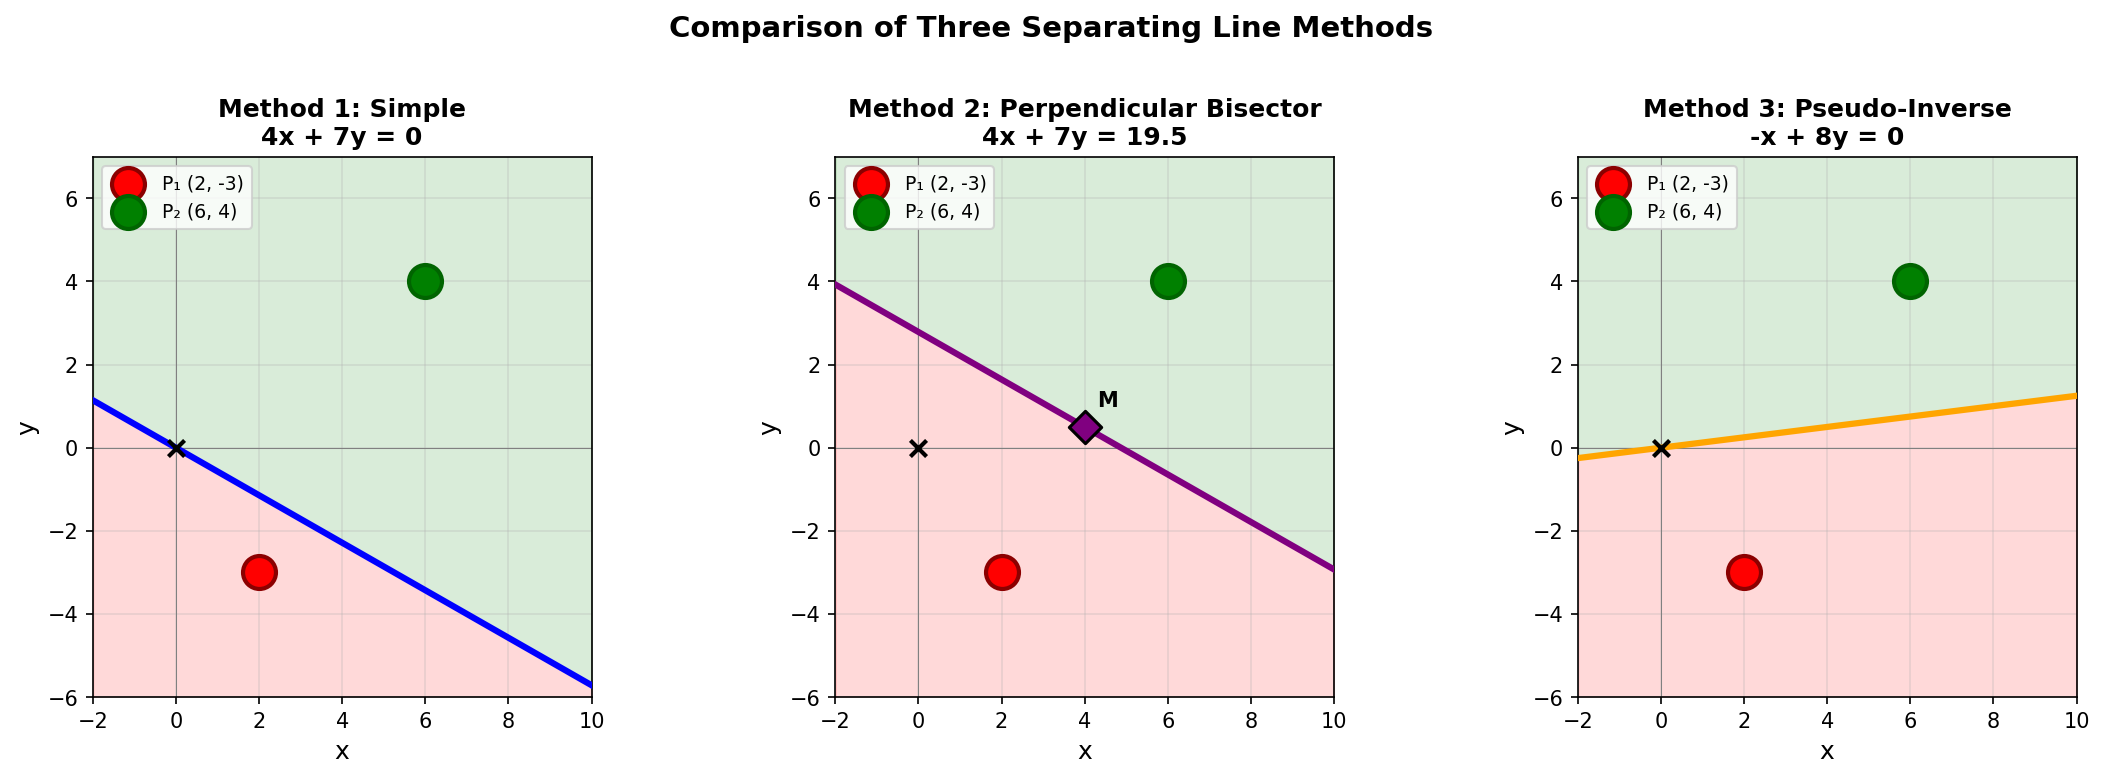 Comparison of Three Separating Line Methods
Method 1: Simple
4x + 7y = 0
P₁ (2, -3)
P₂ (6, 4)
6
4
2
0
−2
−4
−6
y
−2 0 2 4 6 8 10
x
Method 2: Perpendicular Bisector
4x + 7y = 19.5
P₁ (2, -3)
P₂ (6, 4)
M
6
4
2
0
−2
−4
−6
y
−2 0 2 4 6 8 10
x
Method 3: Pseudo-Inverse
-x + 8y = 0
P₁ (2, -3)
P₂ (6, 4)
6
4
2
0
−2
−4
−6
y
−2 0 2 4 6 8 10
x